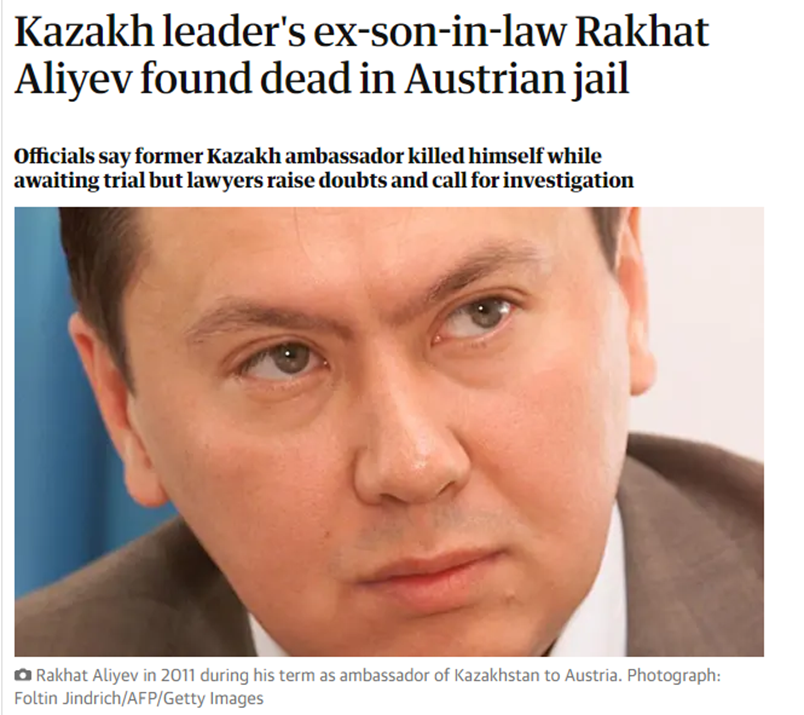 Kazakh leader's ex-son-in-law Rakhat
Aliyev found dead in Austrian jail
Officials say former Kazakh ambassador killed himself while
awaiting trial but lawyers raise doubts and call for investigation
Rakhat Aliyev in 2011 during his term as ambassador of Kazakhstan to Austria. Photograph:
Foltin Jindrich/AFP/Getty Images